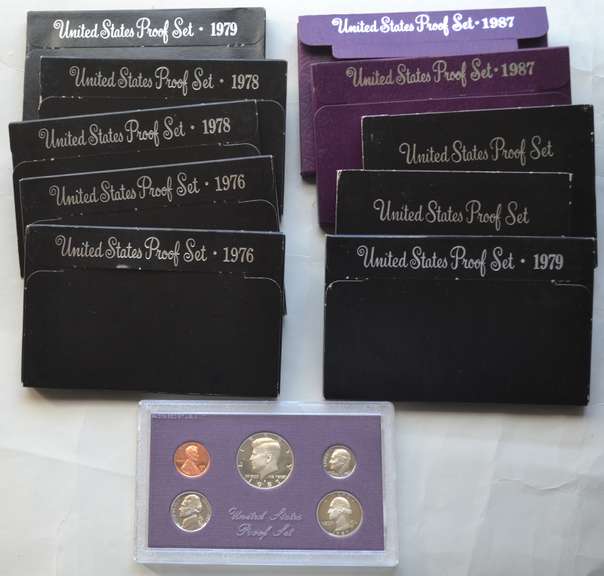 United States Proof Set · 1979
United States Proof Set · 1978
United States Proof Set · 1978
United States Proof Set · 1976
United States Proof Set · 1976
United States Proof Set · 1987
United States Proof Set · 1987
United States Proof Set
United States Proof Set
United States Proof Set · 1979
1987
United States
Proof Set